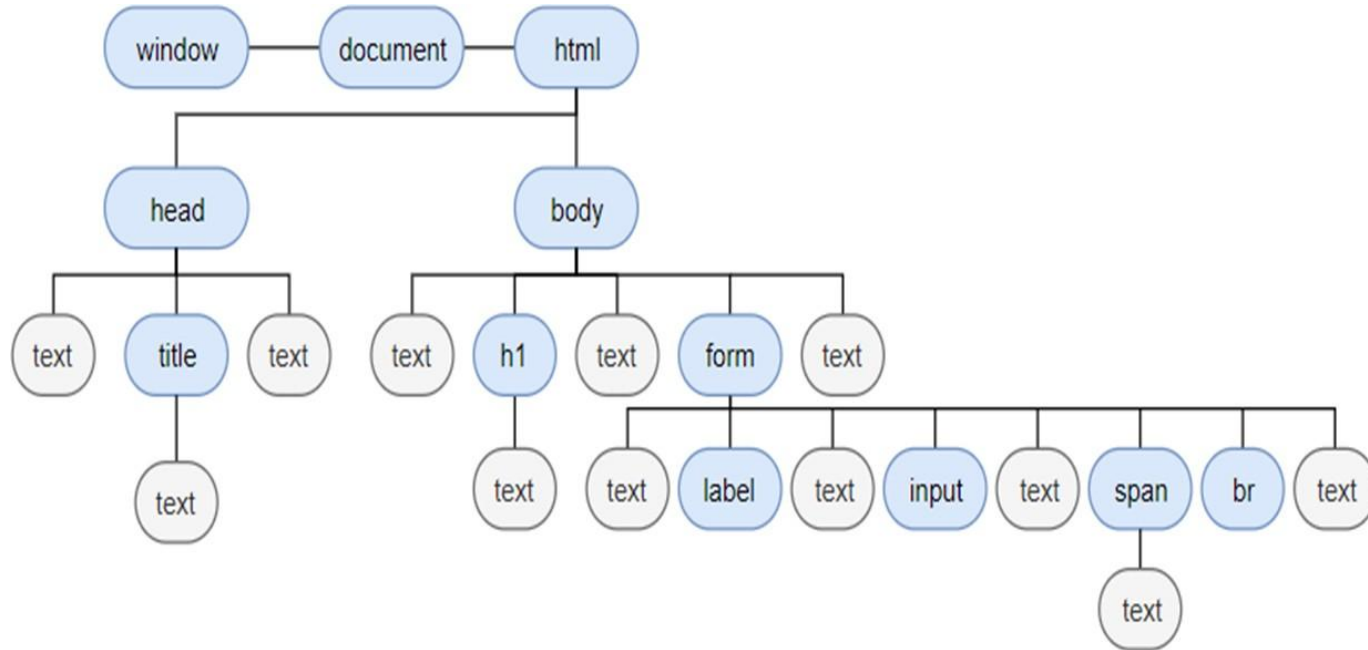 window document html
head body
text title text text h1 text form text
text text text label text input text span br text
text